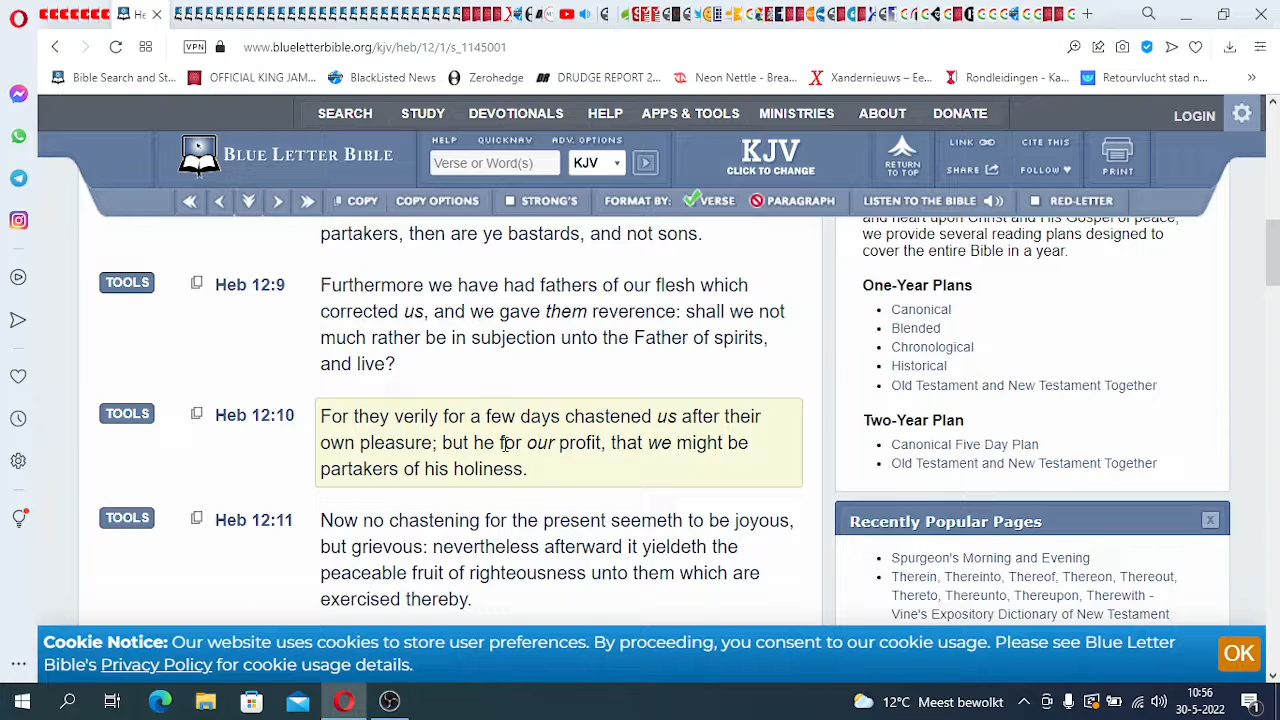 He
www.blueletterbible.org/kjv/heb/12/1/s_1145001
VPN
Bible Search and St...
OFFICIAL KING JAM...
BlackListed News
Zerohedge
DRUDGE REPORT 2...
Neon Nettle - Brea...
Xandernieuws – Ee...
Rondleidingen - Ka...
Retourvlucht stad n...
SEARCH STUDY DEVOTIONALS HELP APPS & TOOLS MINISTRIES ABOUT DONATE
LOGIN
BLUE LETTER BIBLE
HELP QUICKNAV ADV. OPTIONS
Verse or Word(s) KJV
KJV
CLICK TO CHANGE
RETURN
TO TOP
LINK CITE THIS
SHARE FOLLOW
PRINT
COPY COPY OPTIONS STRONG'S FORMAT BY: VERSE PARAGRAPH LISTEN TO THE BIBLE RED-LETTER
partakers, then are ye bastards, and not sons.
TOOLS Heb 12:9 Furthermore we have had fathers of our flesh which
corrected us, and we gave them reverence: shall we not
much rather be in subjection unto the Father of spirits,
and live?
TOOLS Heb 12:10 For they verily for a few days chastened us after their
own pleasure; but he for our profit, that we might be
partakers of his holiness.
TOOLS Heb 12:11 Now no chastening for the present seemeth to be joyous,
but grievous: nevertheless afterward it yieldeth the
peaceable fruit of righteousness unto them which are
exercised thereby.
and heart upon Christ and His Gospel of peace,
we provide several reading plans designed to
cover the entire Bible in a year.
One-Year Plans
Canonical
Blended
Chronological
Historical
Old Testament and New Testament Together
Two-Year Plan
Canonical Five Day Plan
Old Testament and New Testament Together
Recently Popular Pages X
Spurgeon's Morning and Evening
Therein, Thereinto, Thereof, Thereon, Thereout,
Thereto, Thereunto, Thereupon, Therewith -
Vine's Expository Dictionary of New Testament
Cookie Notice: Our website uses cookies to store user preferences. By proceeding, you consent to our cookie usage. Please see Blue Letter
Bible's Privacy Policy for cookie usage details.
OK
12°C Meest bewolkt
10:56
30-5-2022